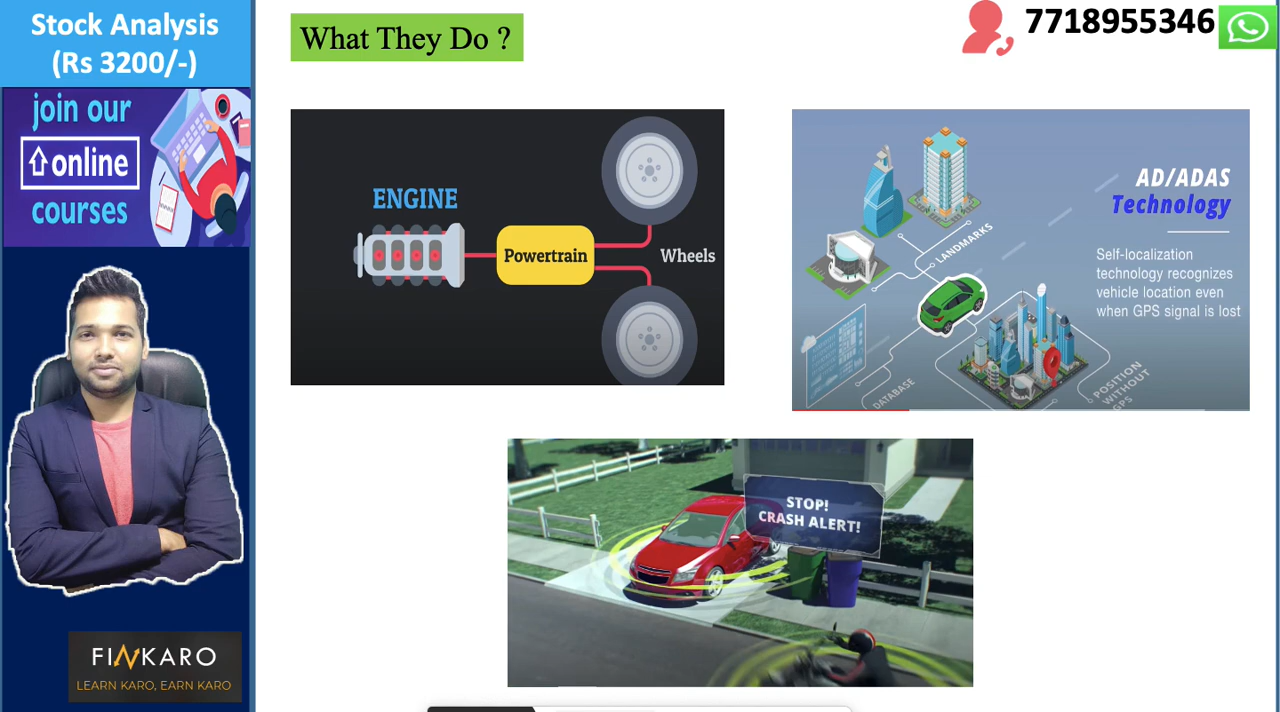 Stock Analysis
(Rs 3200/-)
join our
online
courses
FINKARO
LEARN KARO, EARN KARO
What They Do ?
7718955346
ENGINE
Powertrain
Wheels
AD/ADAS
Technology
Self-localization
technology recognizes
vehicle location even
when GPS signal is lost
LANDMARKS
DATABASE
POSITION
WITHOUT
GPS
STOP!
CRASH ALERT!